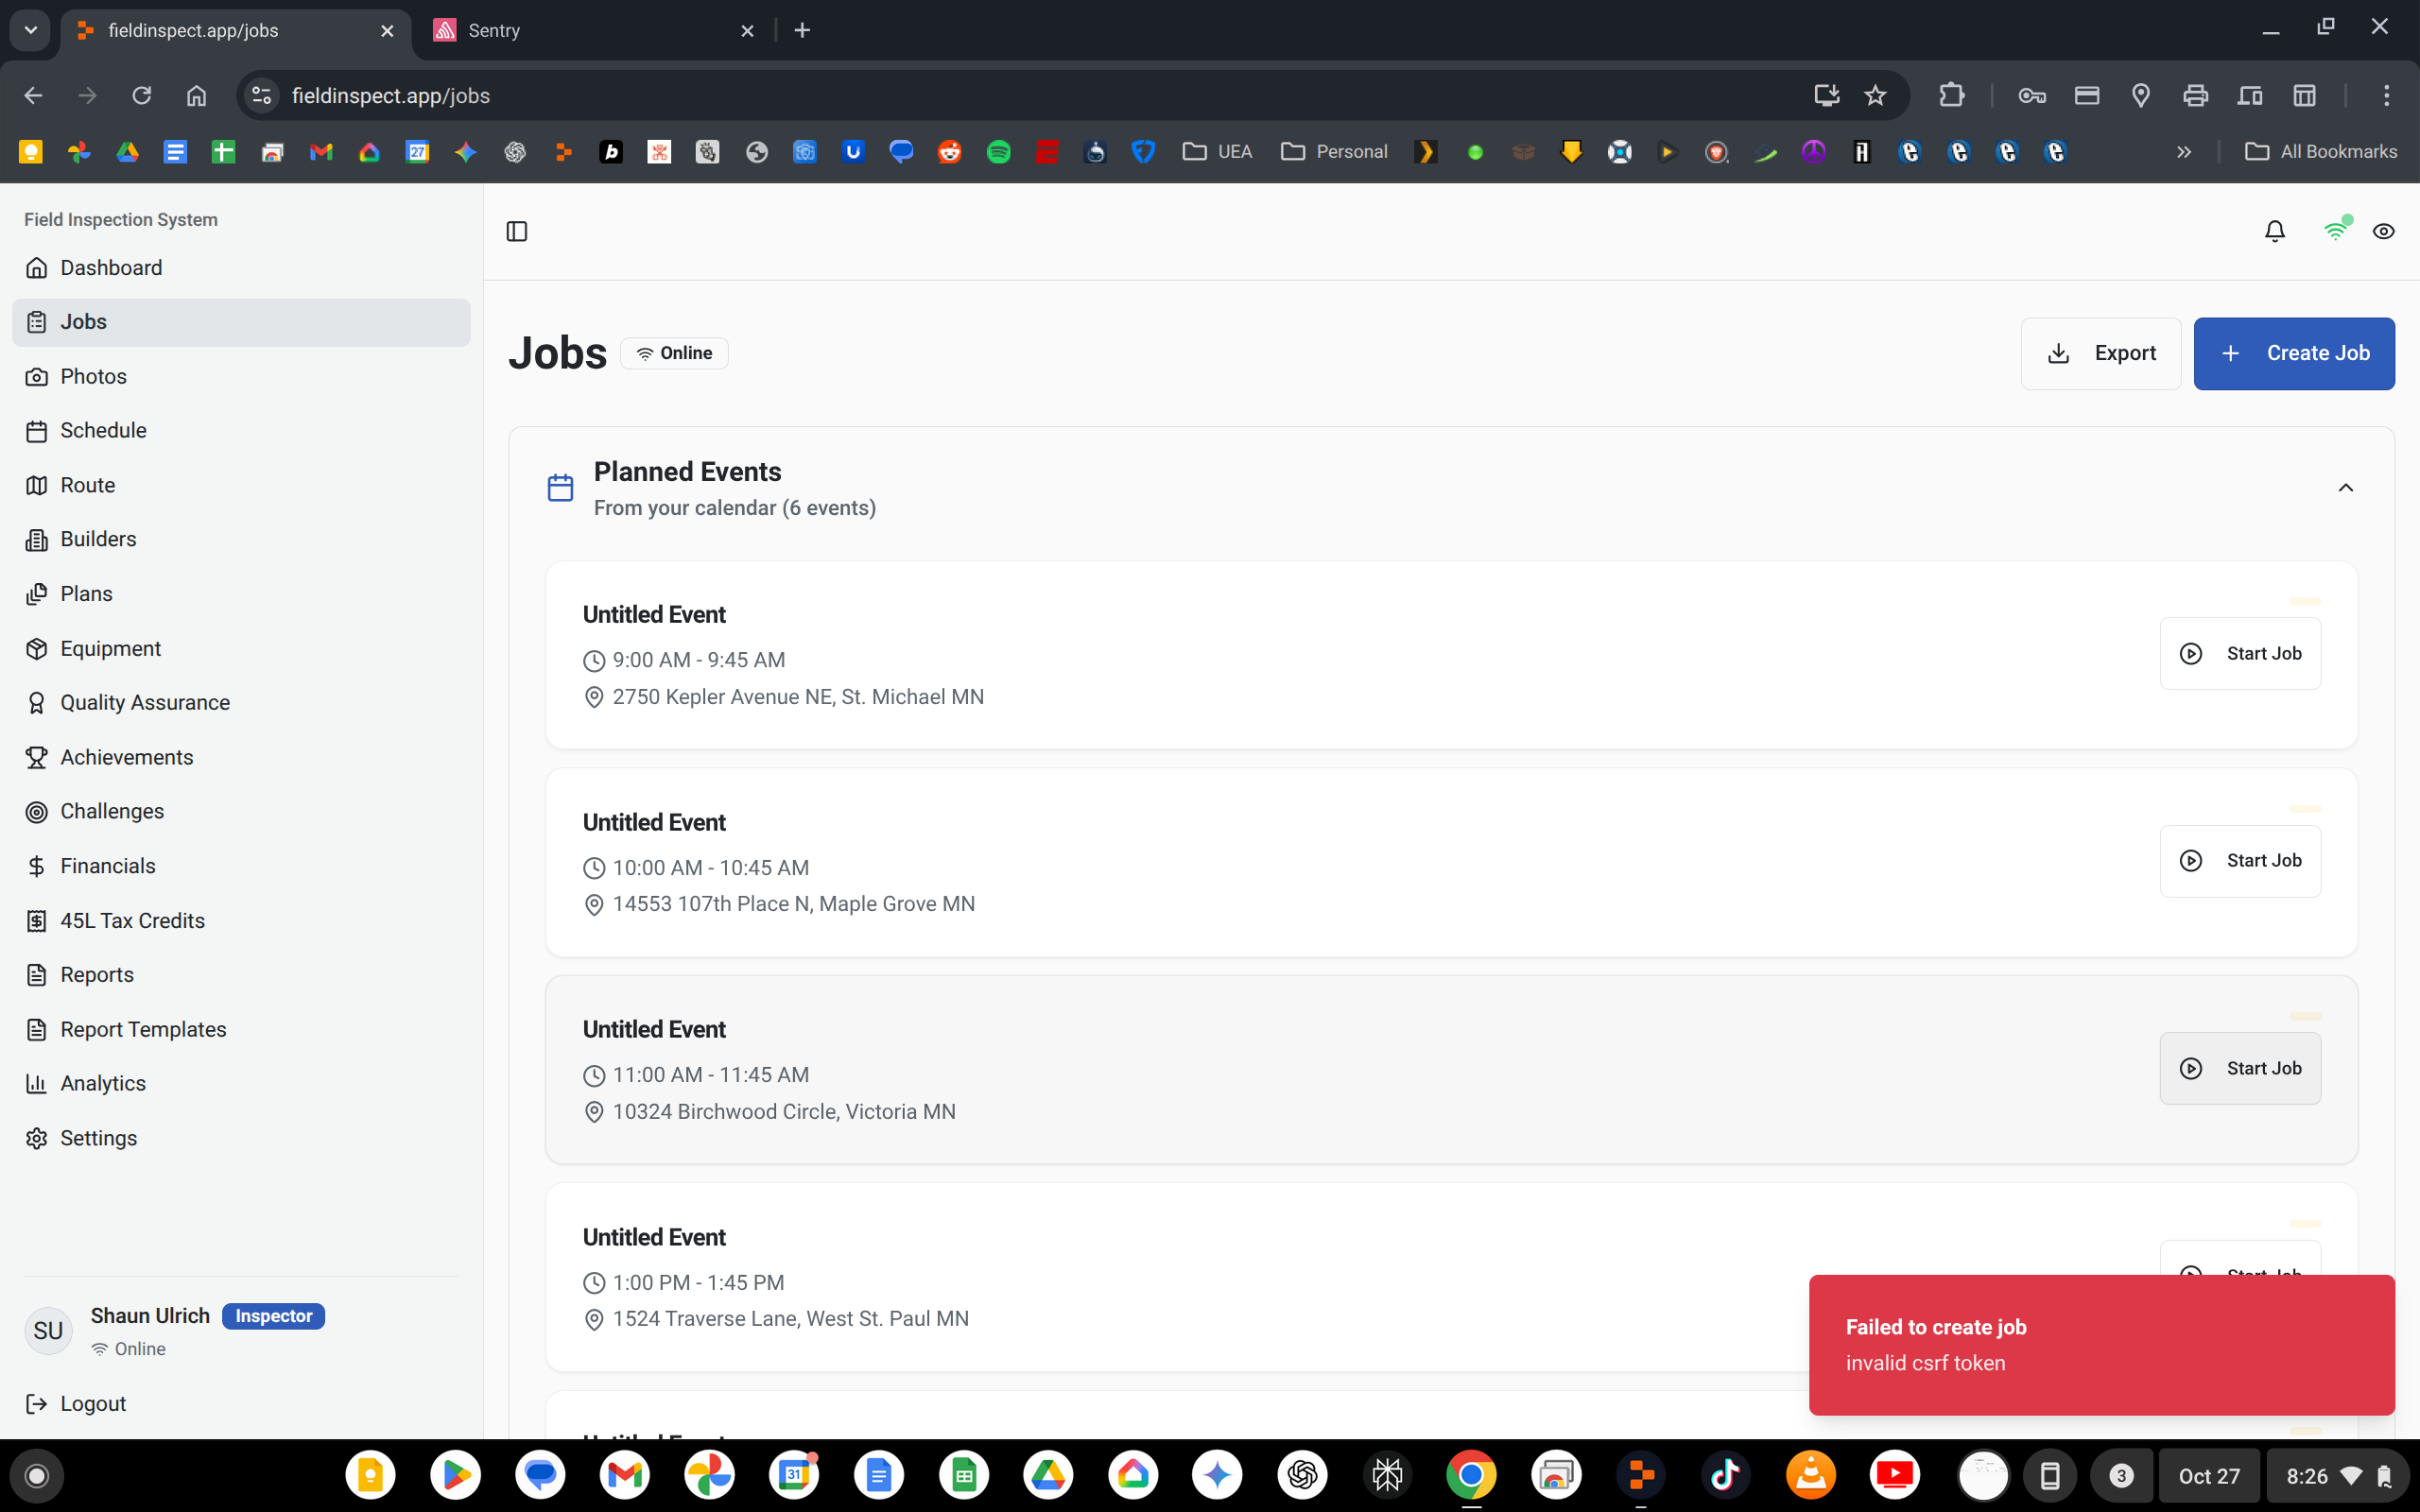 fieldinspect.app/jobs
Sentry
fieldinspect.app/jobs
UEA
Personal
All Bookmarks
Field Inspection System
Dashboard
Jobs
Photos
Schedule
Route
Builders
Plans
Equipment
Quality Assurance
Achievements
Challenges
Financials
45L Tax Credits
Reports
Report Templates
Analytics
Settings
SU
Shaun Ulrich
Inspector
Online
Logout
Jobs
Online
Export
Create Job
Planned Events
From your calendar (6 events)
Untitled Event
9:00 AM - 9:45 AM
2750 Kepler Avenue NE, St. Michael MN
Start Job
Untitled Event
10:00 AM - 10:45 AM
14553 107th Place N, Maple Grove MN
Start Job
Untitled Event
11:00 AM - 11:45 AM
10324 Birchwood Circle, Victoria MN
Start Job
Untitled Event
1:00 PM - 1:45 PM
1524 Traverse Lane, West St. Paul MN
Start Job
Failed to create job
invalid csrf token
Untitled Event
31
3
Oct 27
8:26